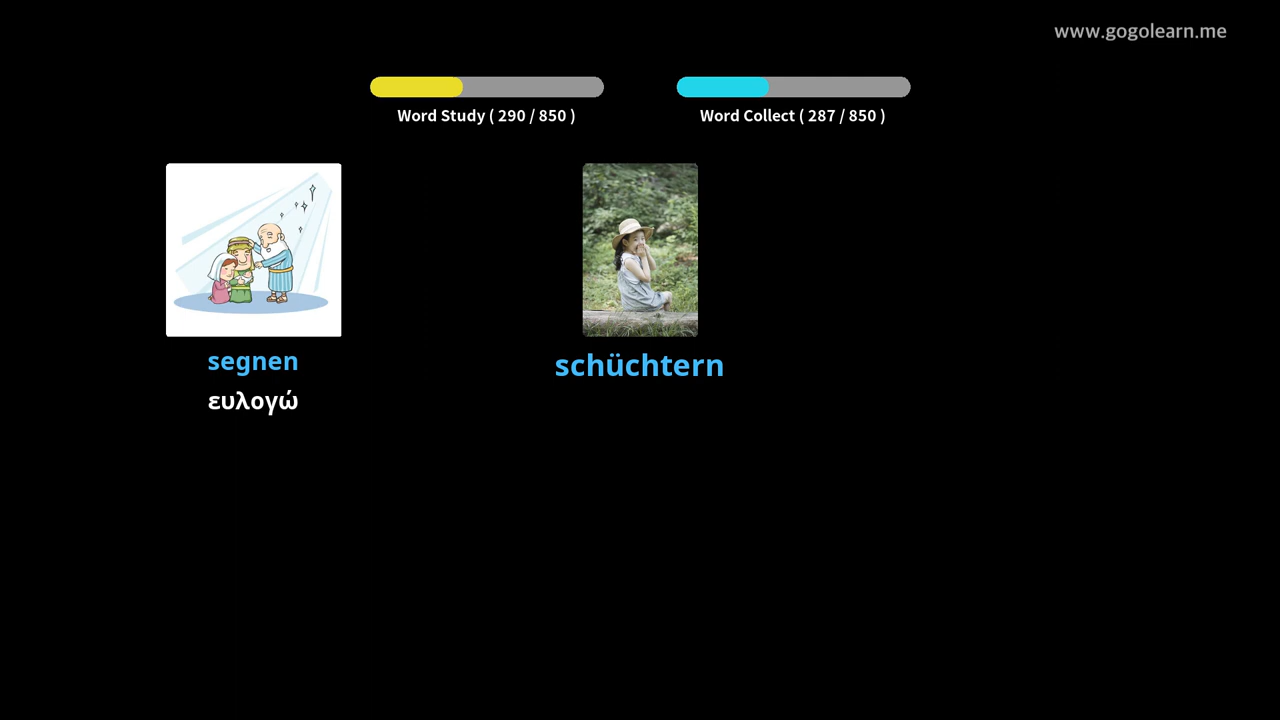 www.gogolearn.me
Word Study ( 290 / 850 )
Word Collect ( 287 / 850 )
segnen
ευλογώ
schüchtern